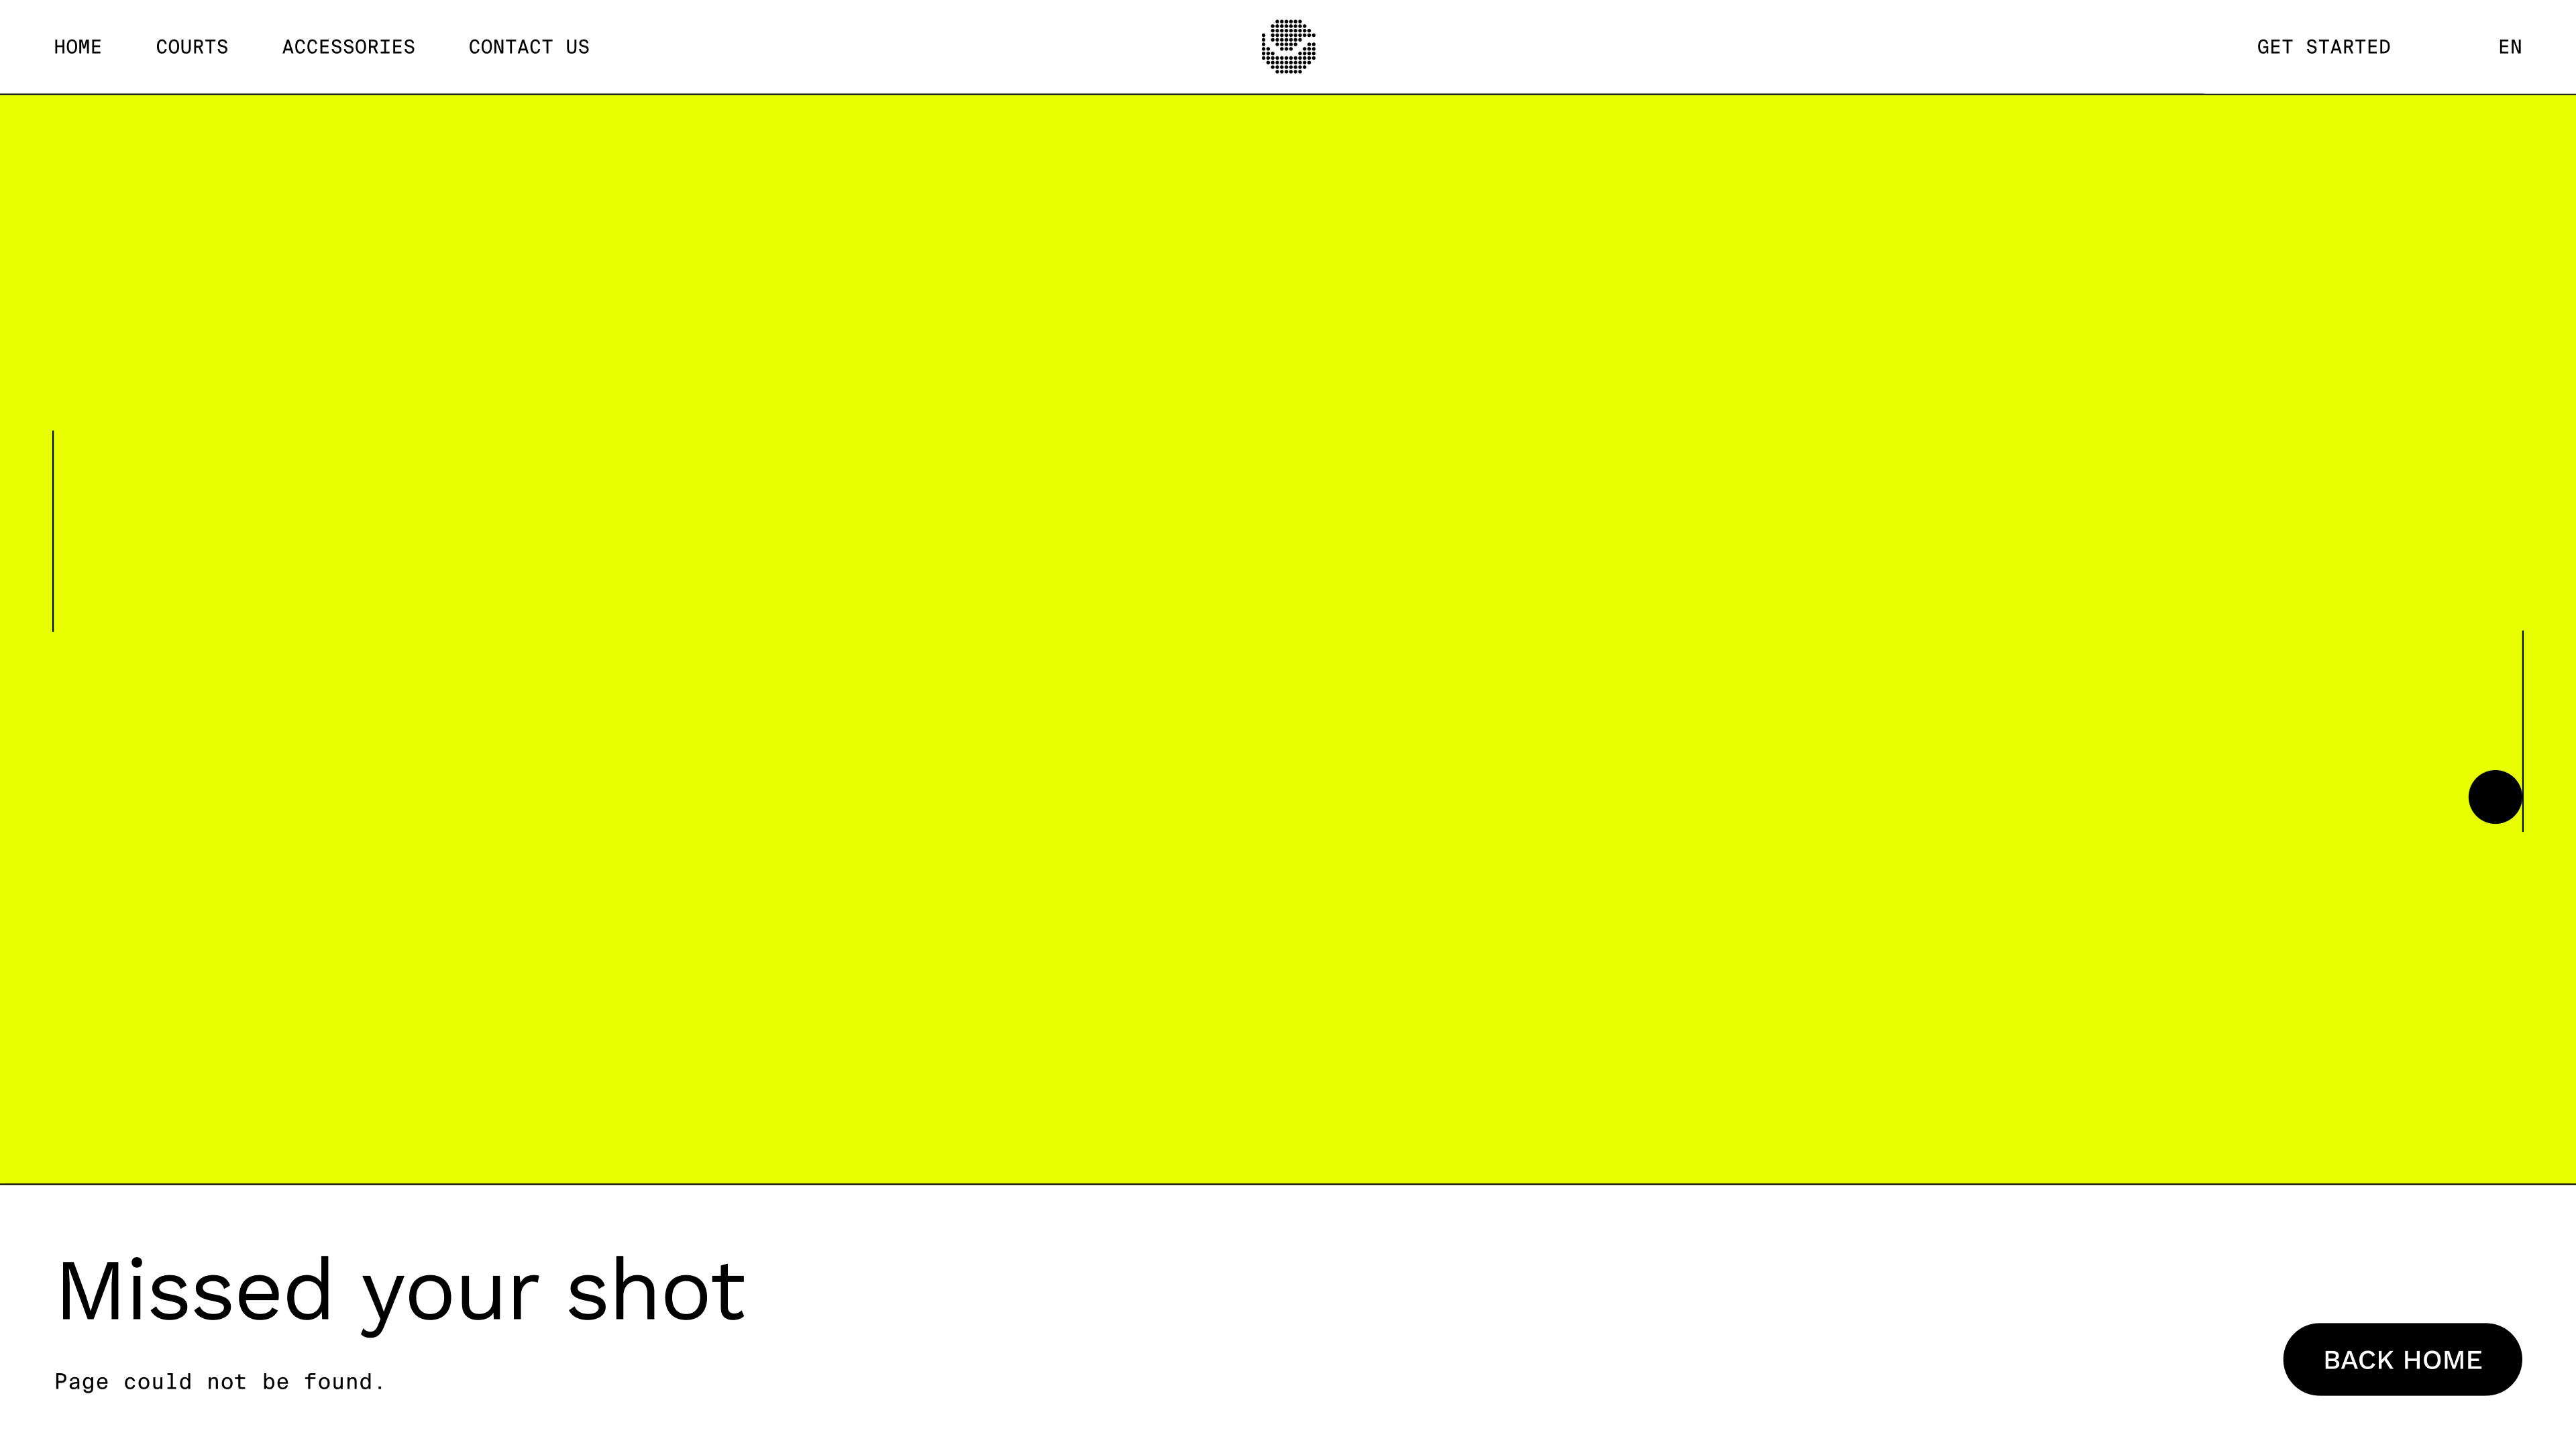 HOME COURTS ACCESSORIES CONTACT US GET STARTED EN
Missed your shot
Page could not be found.
BACK HOME